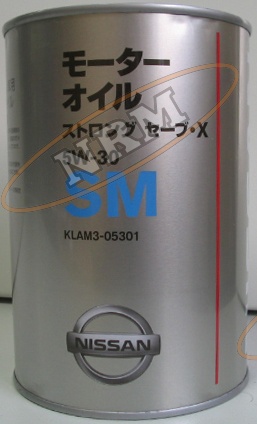 モーター
オイル
ストロング セーブ・X
5W-30
SM
KLAM3-05301
NISSAN
NRM